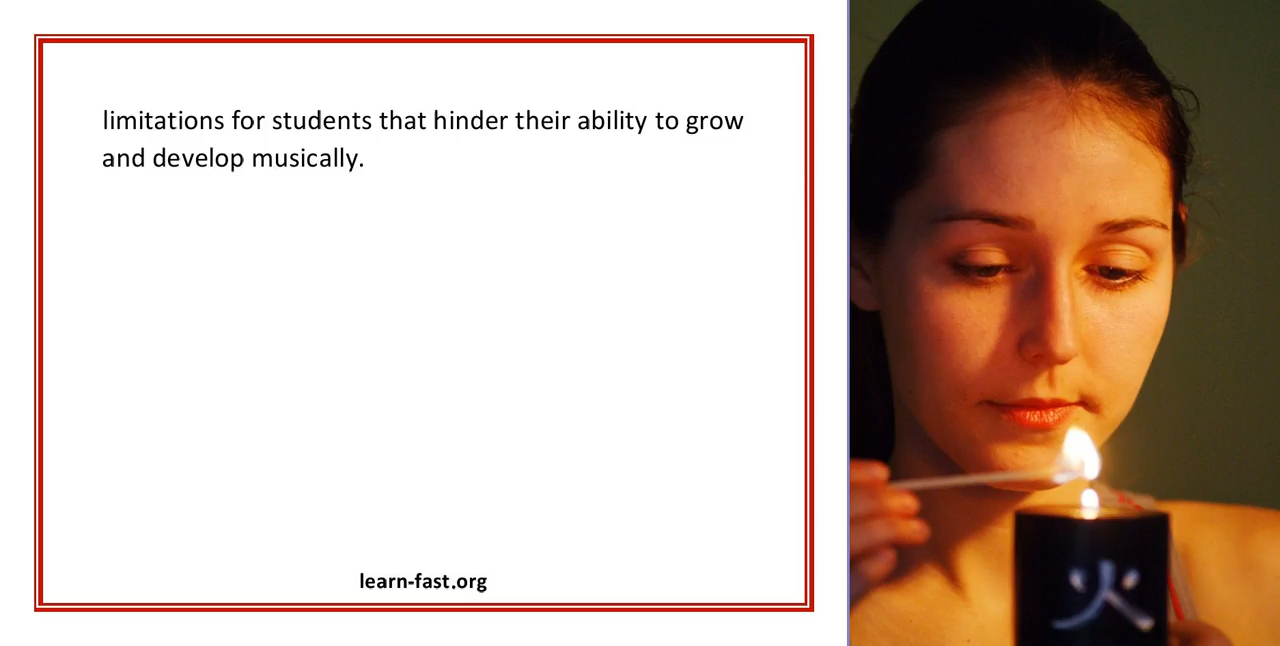 limitations for students that hinder their ability to grow
and develop musically.
learn-fast.org
火